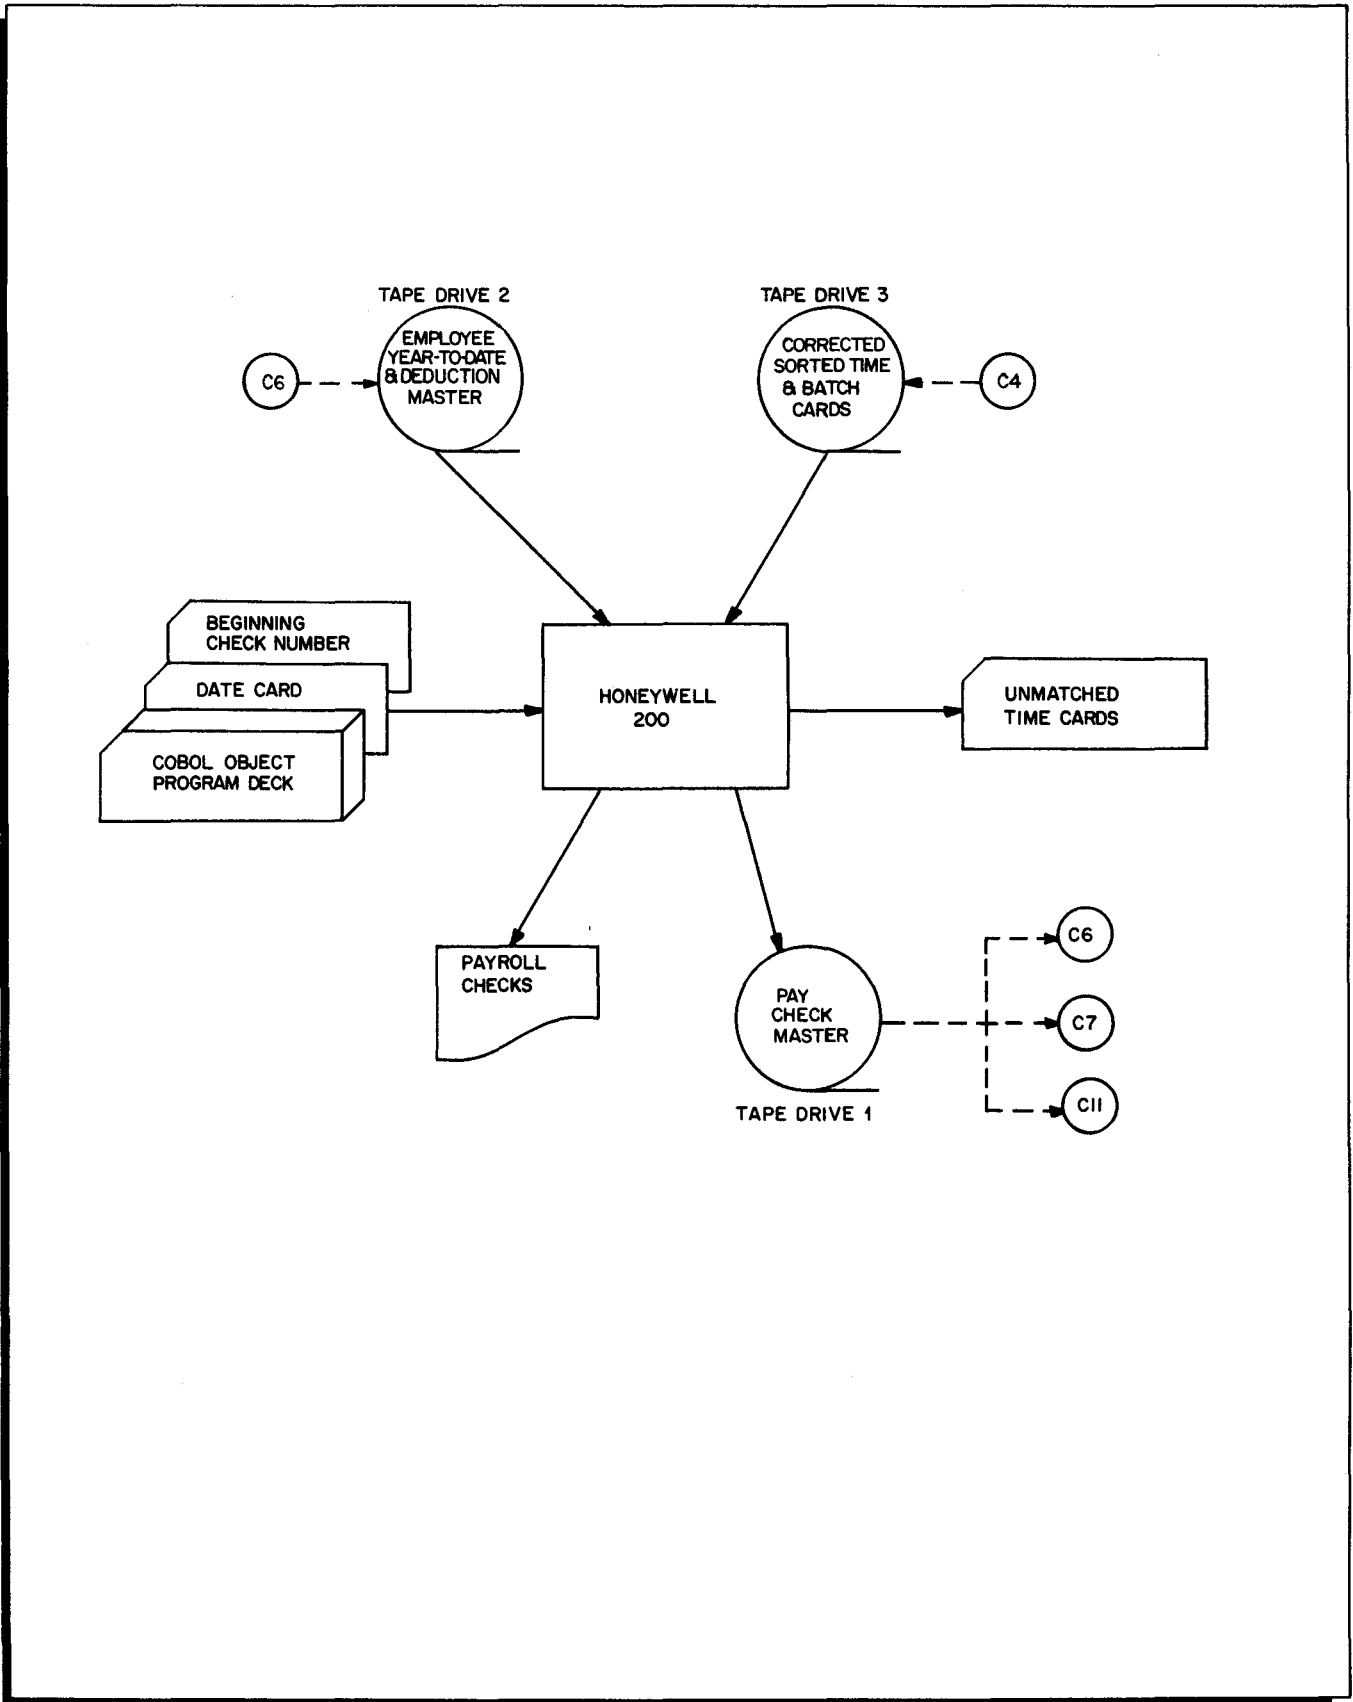 TAPE DRIVE 2
TAPE DRIVE 3
C6
EMPLOYEE
YEAR-TO-DATE
& DEDUCTION
MASTER
CORRECTED
SORTED TIME
& BATCH
CARDS
C4
BEGINNING
CHECK NUMBER
DATE CARD
COBOL OBJECT
PROGRAM DECK
HONEYWELL
200
UNMATCHED
TIME CARDS
PAYROLL
CHECKS
PAY
CHECK
MASTER
TAPE DRIVE 1
C6
C7
C11